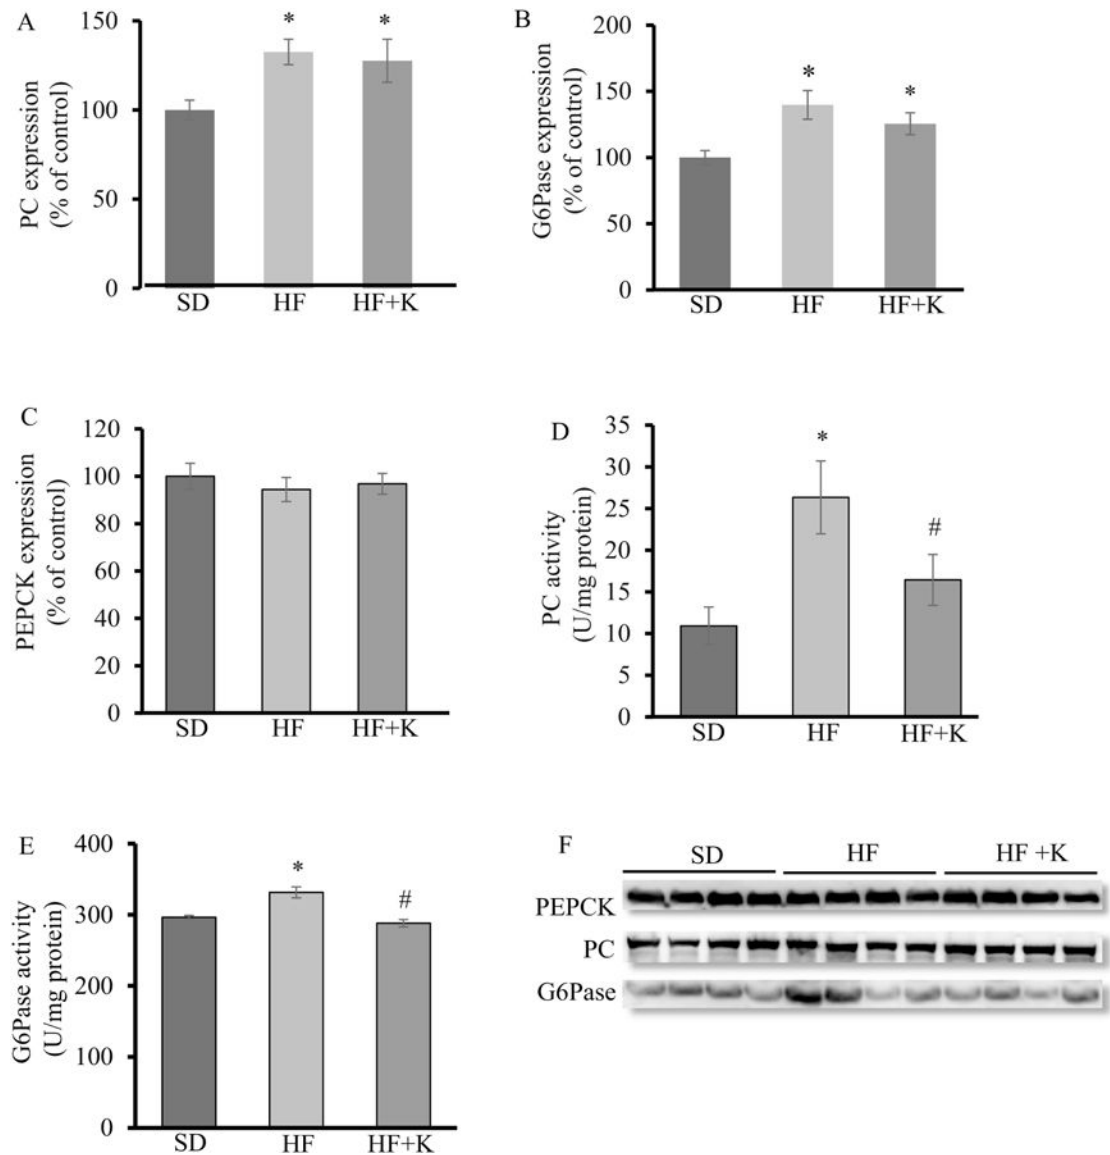 A
PC expression
(% of control)
150
100
50
0
*
*
SD HF HF+K
B
G6Pase expression
(% of control)
200
150
100
50
0
*
*
SD HF HF+K
C
PEPCK expression
(% of control)
120
100
80
60
40
20
0
SD HF HF+K
D
PC activity
(U/mg protein)
35
30
25
20
15
10
5
0
*
#
SD HF HF+K
E
G6Pase activity
(U/mg protein)
400
300
200
100
0
*
#
SD HF HF+K
F
SD HF HF +K
PEPCK
PC
G6Pase